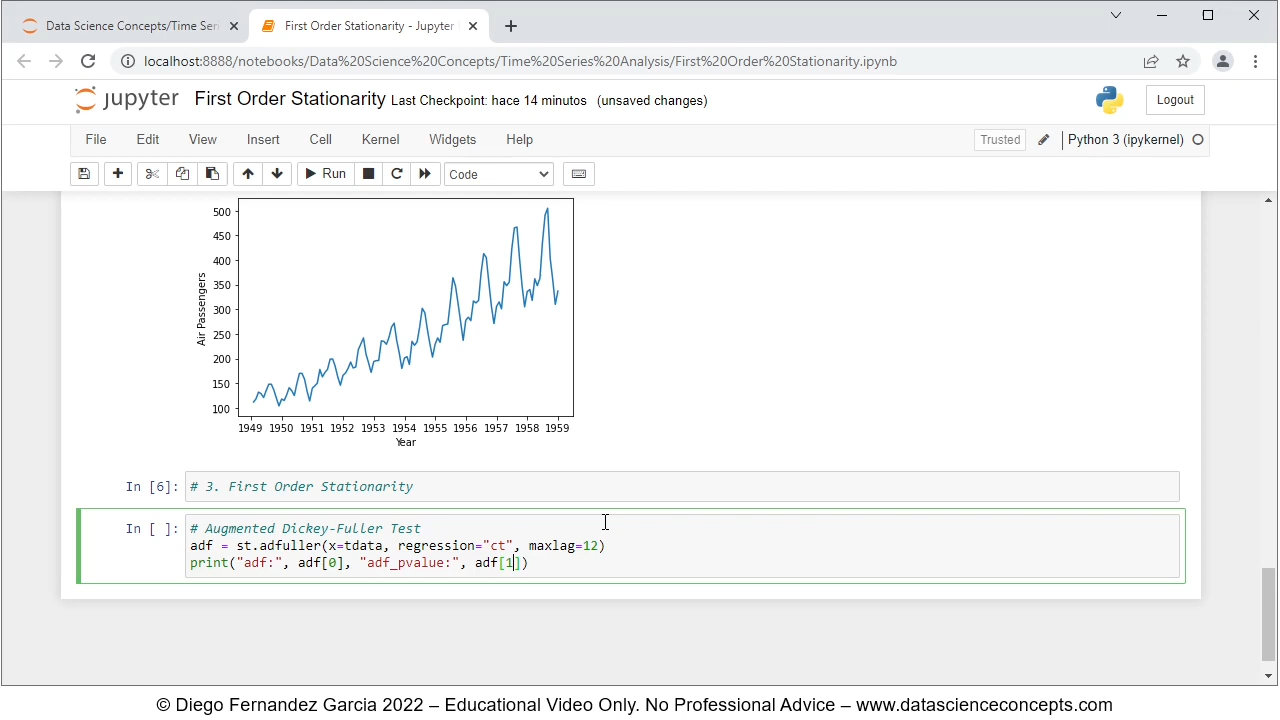 Data Science Concepts/Time Seri
First Order Stationarity - Jupyter
localhost:8888/notebooks/Data%20Science%20Concepts/Time%20Series%20Analysis/First%20Order%20Stationarity.ipynb
jupyter First Order Stationarity Last Checkpoint: hace 14 minutos (unsaved changes)
Logout
File Edit View Insert Cell Kernel Widgets Help
Trusted Python 3 (ipykernel)
Run Code
500
450
400
350
300
250
200
150
100
Air Passengers
1949 1950 1951 1952 1953 1954 1955 1956 1957 1958 1959
Year
In [6]: # 3. First Order Stationarity
In [ ]: # Augmented Dickey-Fuller Test
adf = st.adfuller(x=tdata, regression="ct", maxlag=12)
print("adf:", adf[0], "adf_pvalue:", adf[1])
© Diego Fernandez Garcia 2022 – Educational Video Only. No Professional Advice – www.datascienceconcepts.com